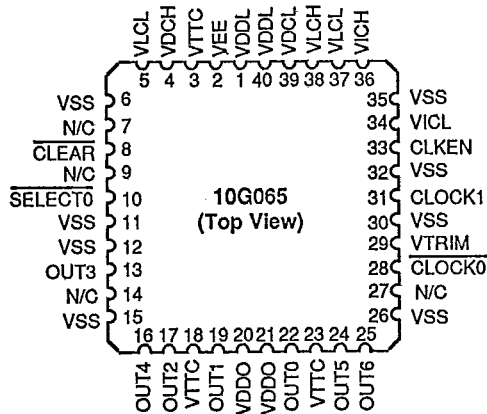 VLCL VDCH VTTC VEE VDDL VDDL VDCL VLCH VLCL VICH
5 4 3 2 1 40 39 38 37 36
VSS 6
N/C 7
CLEAR 8
N/C 9
SELECT0 10
VSS 11
VSS 12
OUT3 13
N/C 14
VSS 15
10G065
(Top View)
35 VSS
34 VICL
33 CLKEN
32 VSS
31 CLOCK1
30 VSS
29 VTRIM
28 CLOCK0
27 N/C
26 VSS
16 17 18 19 20 21 22 23 24 25
OUT4 OUT2 VTTC OUT1 VDDO VDDO OUT0 VTTC OUT5 OUT6